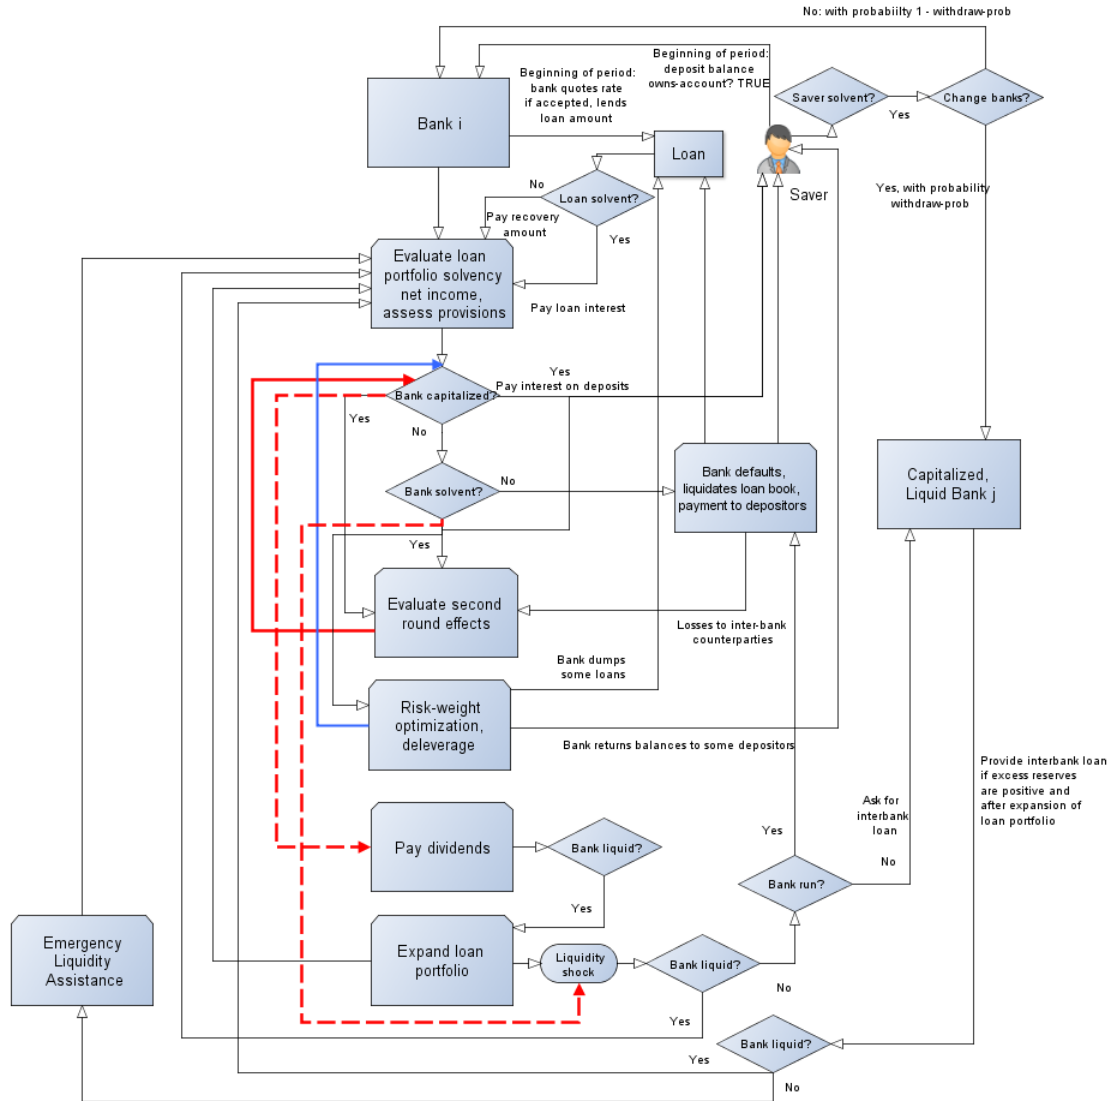 No: with probabiilty 1 - withdraw-prob
Beginning of period:
deposit balance
owns-account? TRUE
Beginning of period:
bank quotes rate
if accepted, lends
loan amount
Saver solvent?
Yes
Change banks?
Bank i
Loan
Saver
Yes, with probability
withdraw-prob
No
Loan solvent?
Pay recovery
amount
Yes
Evaluate loan
portfolio solvency
net income,
assess provisions
Pay loan interest
Yes
Pay interest on deposits
Bank capitalized?
Yes
No
Bank solvent?
No
Bank defaults,
liquidates loan book,
payment to depositors
Capitalized,
Liquid Bank j
Yes
Evaluate second
round effects
Losses to inter-bank
counterparties
Bank dumps
some loans
Risk-weight
optimization,
deleverage
Bank returns balances to some depositors
Provide interbank loan
if excess reserves
are positive and
after expansion of
loan portfolio
Ask for
interbank
loan
Yes
No
Pay dividends
Bank liquid?
Bank run?
Yes
Emergency
Liquidity
Assistance
Expand loan
portfolio
Liquidity
shock
Bank liquid?
No
Yes
Bank liquid?
Yes
No